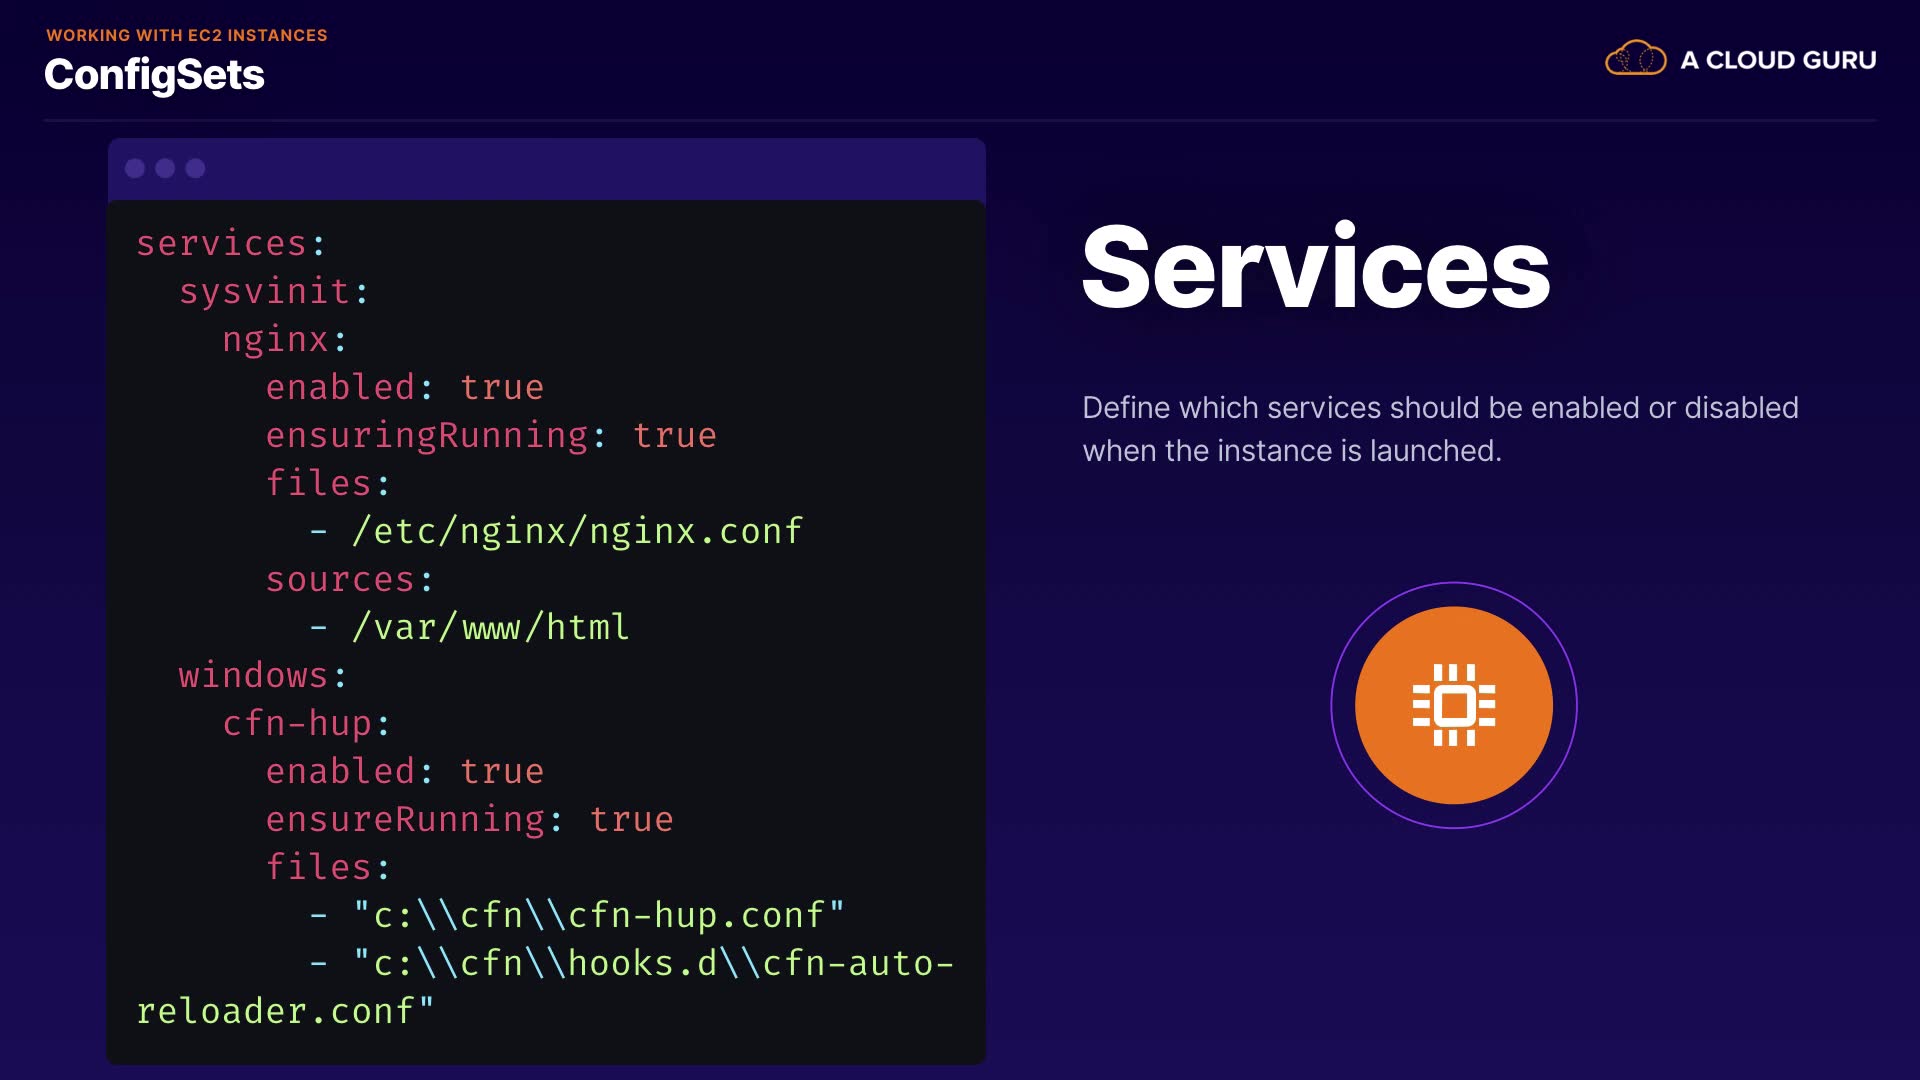 WORKING WITH EC2 INSTANCES
ConfigSets
A CLOUD GURU
services:
  sysvinit:
    nginx:
      enabled: true
      ensuringRunning: true
      files:
        - /etc/nginx/nginx.conf
      sources:
        - /var/www/html
  windows:
    cfn-hup:
      enabled: true
      ensureRunning: true
      files:
        - "c:\\cfn\\cfn-hup.conf"
        - "c:\\cfn\\hooks.d\\cfn-auto-
reloader.conf"
Services
Define which services should be enabled or disabled
when the instance is launched.